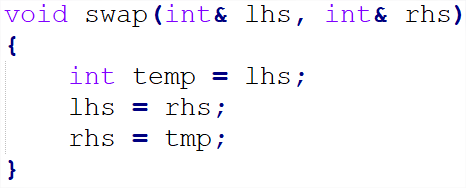 void swap(int& lhs, int& rhs)
{
    int temp = lhs;
    lhs = rhs;
    rhs = tmp;
}